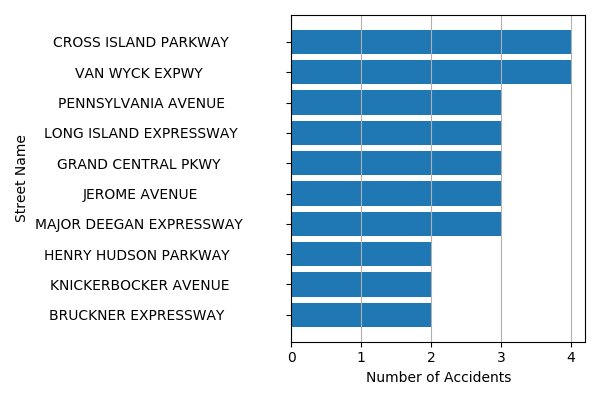 CROSS ISLAND PARKWAY
VAN WYCK EXPWY
PENNSYLVANIA AVENUE
LONG ISLAND EXPRESSWAY
GRAND CENTRAL PKWY
JEROME AVENUE
MAJOR DEEGAN EXPRESSWAY
HENRY HUDSON PARKWAY
KNICKERBOCKER AVENUE
BRUCKNER EXPRESSWAY
Street Name
0 1 2 3 4
Number of Accidents